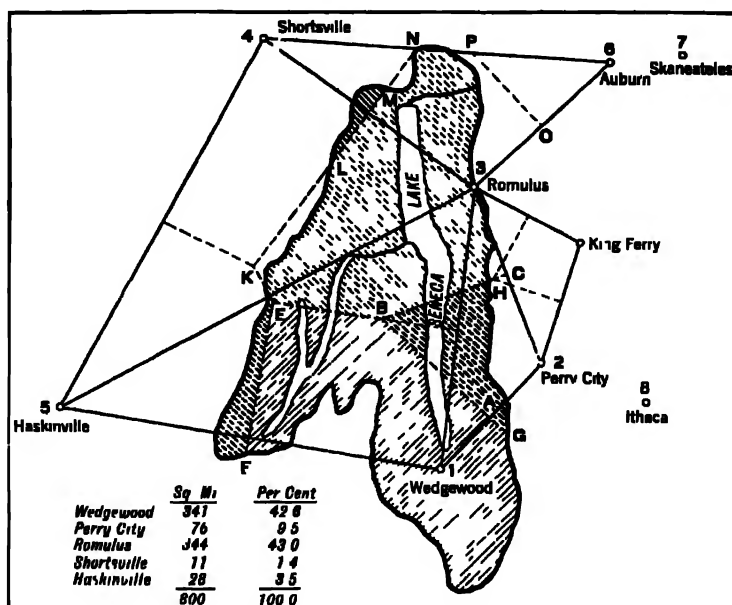 4 Shortsville
N P
6
Auburn
7
Skaneateles
M
O
L
LAKE
3
Romulus
King Ferry
K
C
H
E
B
SENECA
2
Perry City
5
Haskinville
A
G
8
Ithaca
F
1
Wedgewood
Sq Mi Per Cent
Wedgewood 341 42 6
Perry City 76 9 5
Romulus 344 43 0
Shortsville 11 1 4
Haskinville 28 3 5
800 100 0